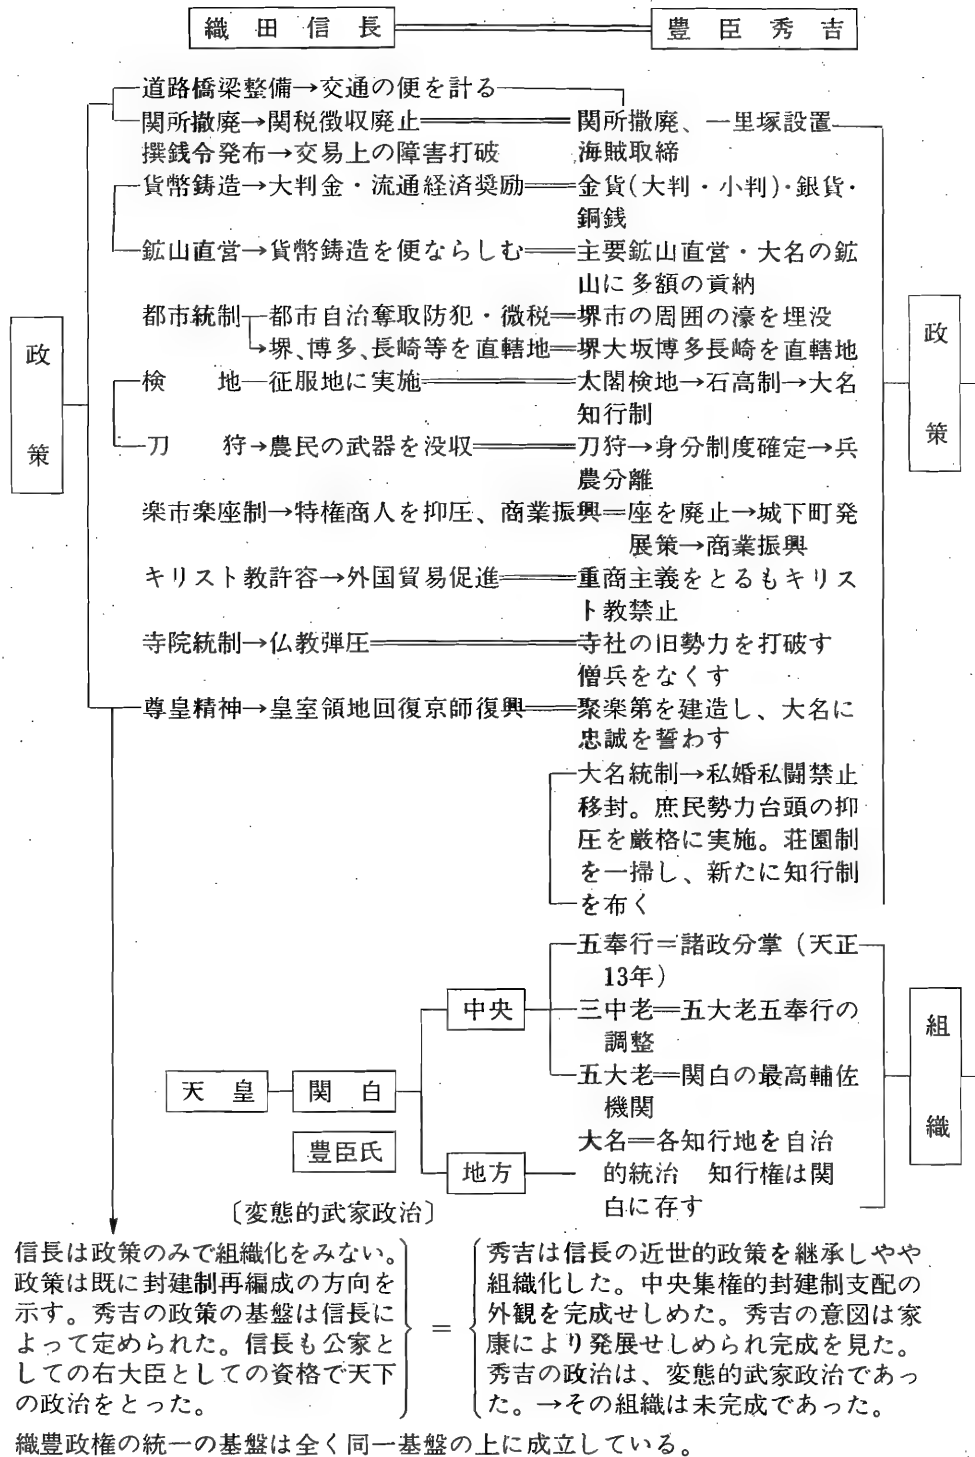 織田信長 豊臣秀吉
道路橋梁整備→交通の便を計る
関所撤廃→関税徴収廃止 関所撤廃、一里塚設置
撰銭令発布→交易上の障害打破 海賊取締
貨幣鋳造→大判金・流通経済奨励 金貨(大判・小判)・銀貨・
銅銭
鉱山直営→貨幣鋳造を便ならしむ 主要鉱山直営・大名の鉱
山に多額の貢納
都市統制 都市自治奪取防犯・微税 堺市の周囲の濠を埋没
→堺、博多、長崎等を直轄地 堺大坂博多長崎を直轄地
政策
検地―征服地に実施 太閤検地→石高制→大名
知行制
政策
刀狩→農民の武器を没収 刀狩→身分制度確定→兵
農分離
楽市楽座制→特権商人を抑圧、商業振興 座を廃止→城下町発
展策→商業振興
キリスト教許容→外国貿易促進 重商主義をとるもキリス
ト教禁止
寺院統制→仏教弾圧 寺社の旧勢力を打破す
僧兵をなくす
尊皇精神→皇室領地回復京師復興 聚楽第を建造し、大名に
忠誠を誓わす
大名統制→私婚私闘禁止
移封。庶民勢力台頭の抑
圧を厳格に実施。荘園制
を一掃し、新たに知行制
を布く
五奉行＝諸政分掌（天正
13年）
中央 三中老＝五大老五奉行の
調整
組織
天皇 関白 五大老＝関白の最高輔佐
機関
豊臣氏
地方 大名＝各知行地を自治
的統治 知行権は関
白に存す
〔変態的武家政治〕
信長は政策のみで組織化をみない。
政策は既に封建制再編成の方向を
示す。秀吉の政策の基盤は信長に
よって定められた。信長も公家と
しての右大臣としての資格で天下
の政治をとった。
＝
秀吉は信長の近世的政策を継承しやや
組織化した。中央集権的封建制支配の
外観を完成せしめた。秀吉の意図は家
康により発展せしめられ完成を見た。
秀吉の政治は、変態的武家政治であっ
た。→その組織は未完成であった。
織豊政権の統一の基盤は全く同一基盤の上に成立している。